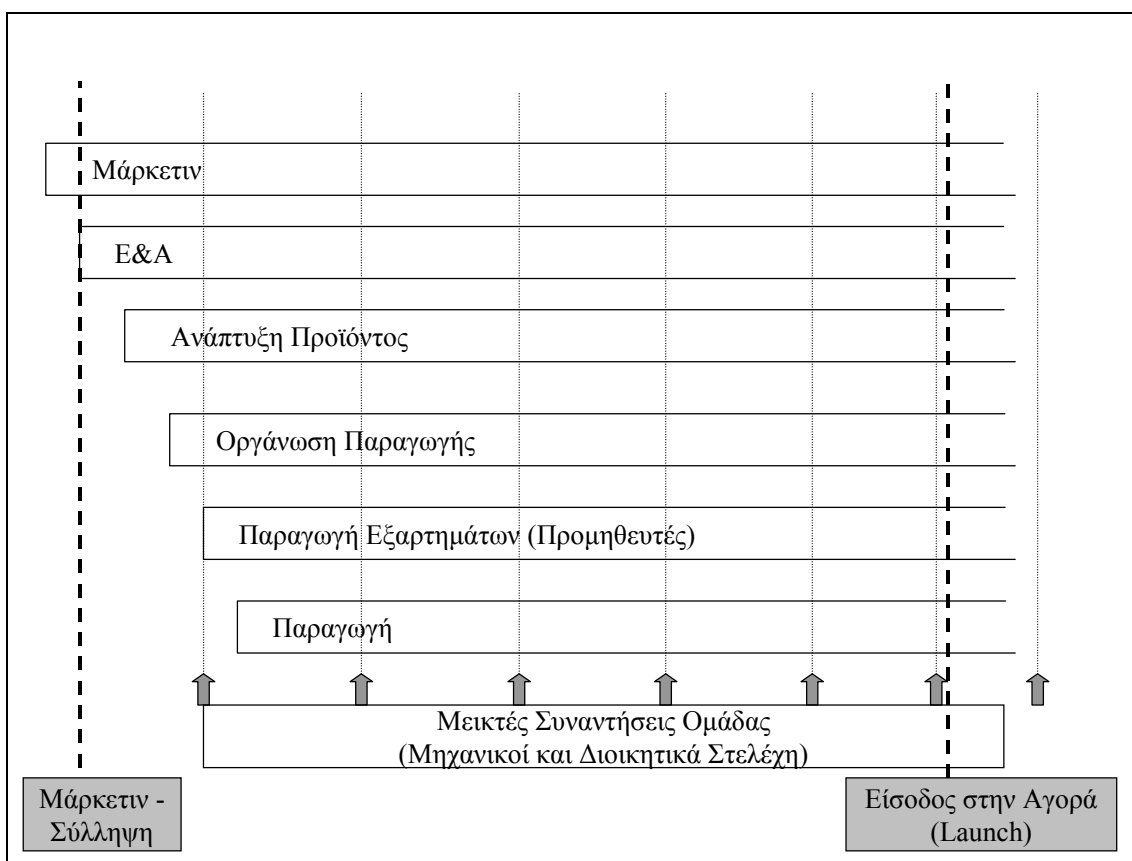 Μάρκετιν
Ε&Α
Ανάπτυξη Προϊόντος
Οργάνωση Παραγωγής
Παραγωγή Εξαρτημάτων (Προμηθευτές)
Παραγωγή
Μεικτές Συναντήσεις Ομάδας
(Μηχανικοί και Διοικητικά Στελέχη)
Μάρκετιν -
Σύλληψη
Είσοδος στην Αγορά
(Launch)